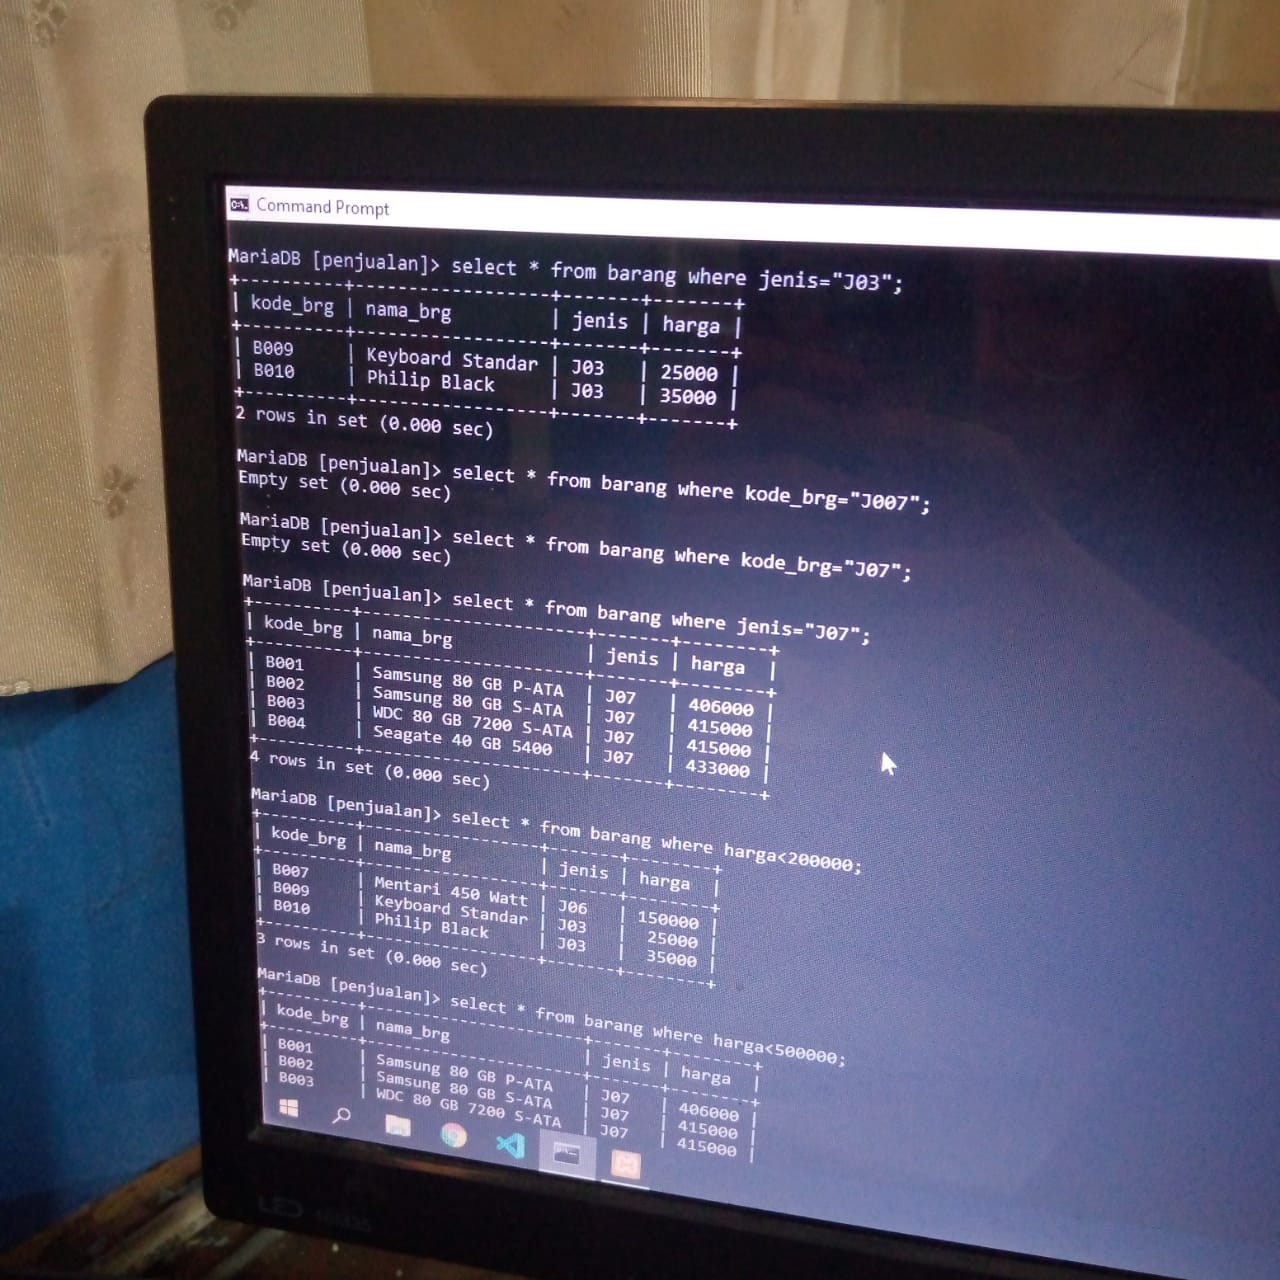 Command Prompt
MariaDB [penjualan]> select * from barang where jenis="J03";
+----------+-----------------+-------+-------+
| kode_brg | nama_brg | jenis | harga |
+----------+-----------------+-------+-------+
| B009 | Keyboard Standar | J03 | 25000 |
| B010 | Philip Black | J03 | 35000 |
+----------+-----------------+-------+-------+
2 rows in set (0.000 sec)
MariaDB [penjualan]> select * from barang where kode_brg="J007";
Empty set (0.000 sec)
MariaDB [penjualan]> select * from barang where kode_brg="J07";
Empty set (0.000 sec)
MariaDB [penjualan]> select * from barang where jenis="J07";
+----------+---------------------+-------+--------+
| kode_brg | nama_brg | jenis | harga |
+----------+---------------------+-------+--------+
| B001 | Samsung 80 GB P-ATA | J07 | 406000 |
| B002 | Samsung 80 GB S-ATA | J07 | 415000 |
| B003 | WDC 80 GB 7200 S-ATA | J07 | 415000 |
| B004 | Seagate 40 GB 5400 | J07 | 433000 |
+----------+---------------------+-------+--------+
4 rows in set (0.000 sec)
MariaDB [penjualan]> select * from barang where harga<200000;
+----------+-----------------+-------+--------+
| kode_brg | nama_brg | jenis | harga |
+----------+-----------------+-------+--------+
| B007 | Mentari 450 Watt | J06 | 150000 |
| B009 | Keyboard Standar | J03 | 25000 |
| B010 | Philip Black | J03 | 35000 |
+----------+-----------------+-------+--------+
3 rows in set (0.000 sec)
MariaDB [penjualan]> select * from barang where harga<500000;
+----------+---------------------+-------+--------+
| kode_brg | nama_brg | jenis | harga |
+----------+---------------------+-------+--------+
| B001 | Samsung 80 GB P-ATA | J07 | 406000 |
| B002 | Samsung 80 GB S-ATA | J07 | 415000 |
| B003 | WDC 80 GB 7200 S-ATA | J07 | 415000 |
LED